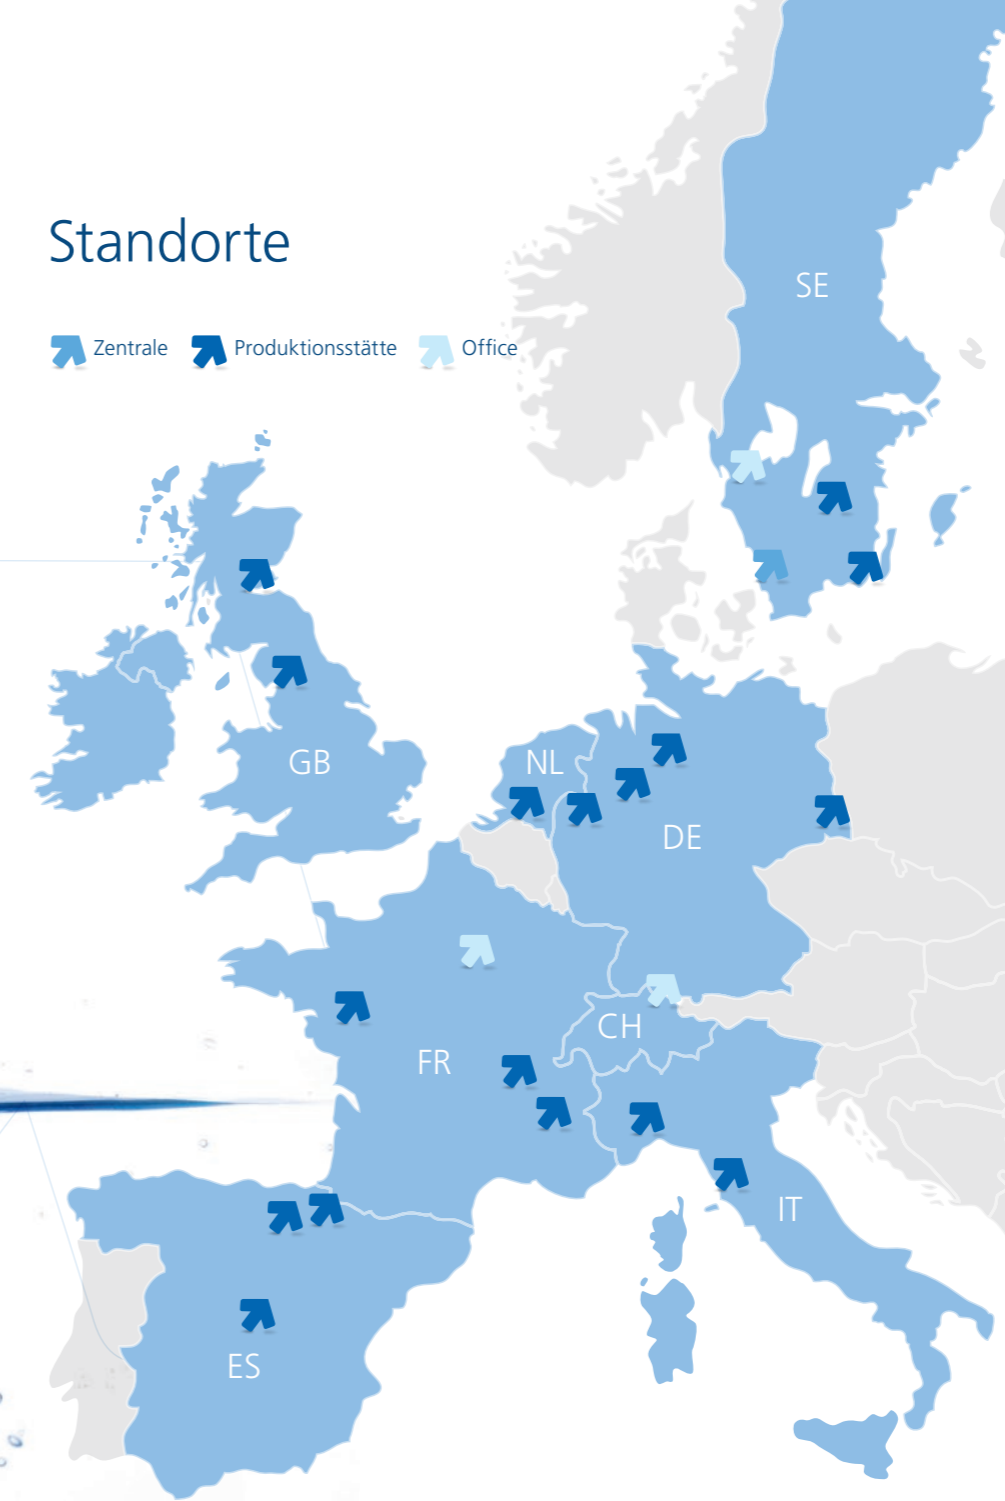 Standorte
Zentrale Produktionsstätte Office
SE
GB
NL
DE
CH
FR
IT
ES